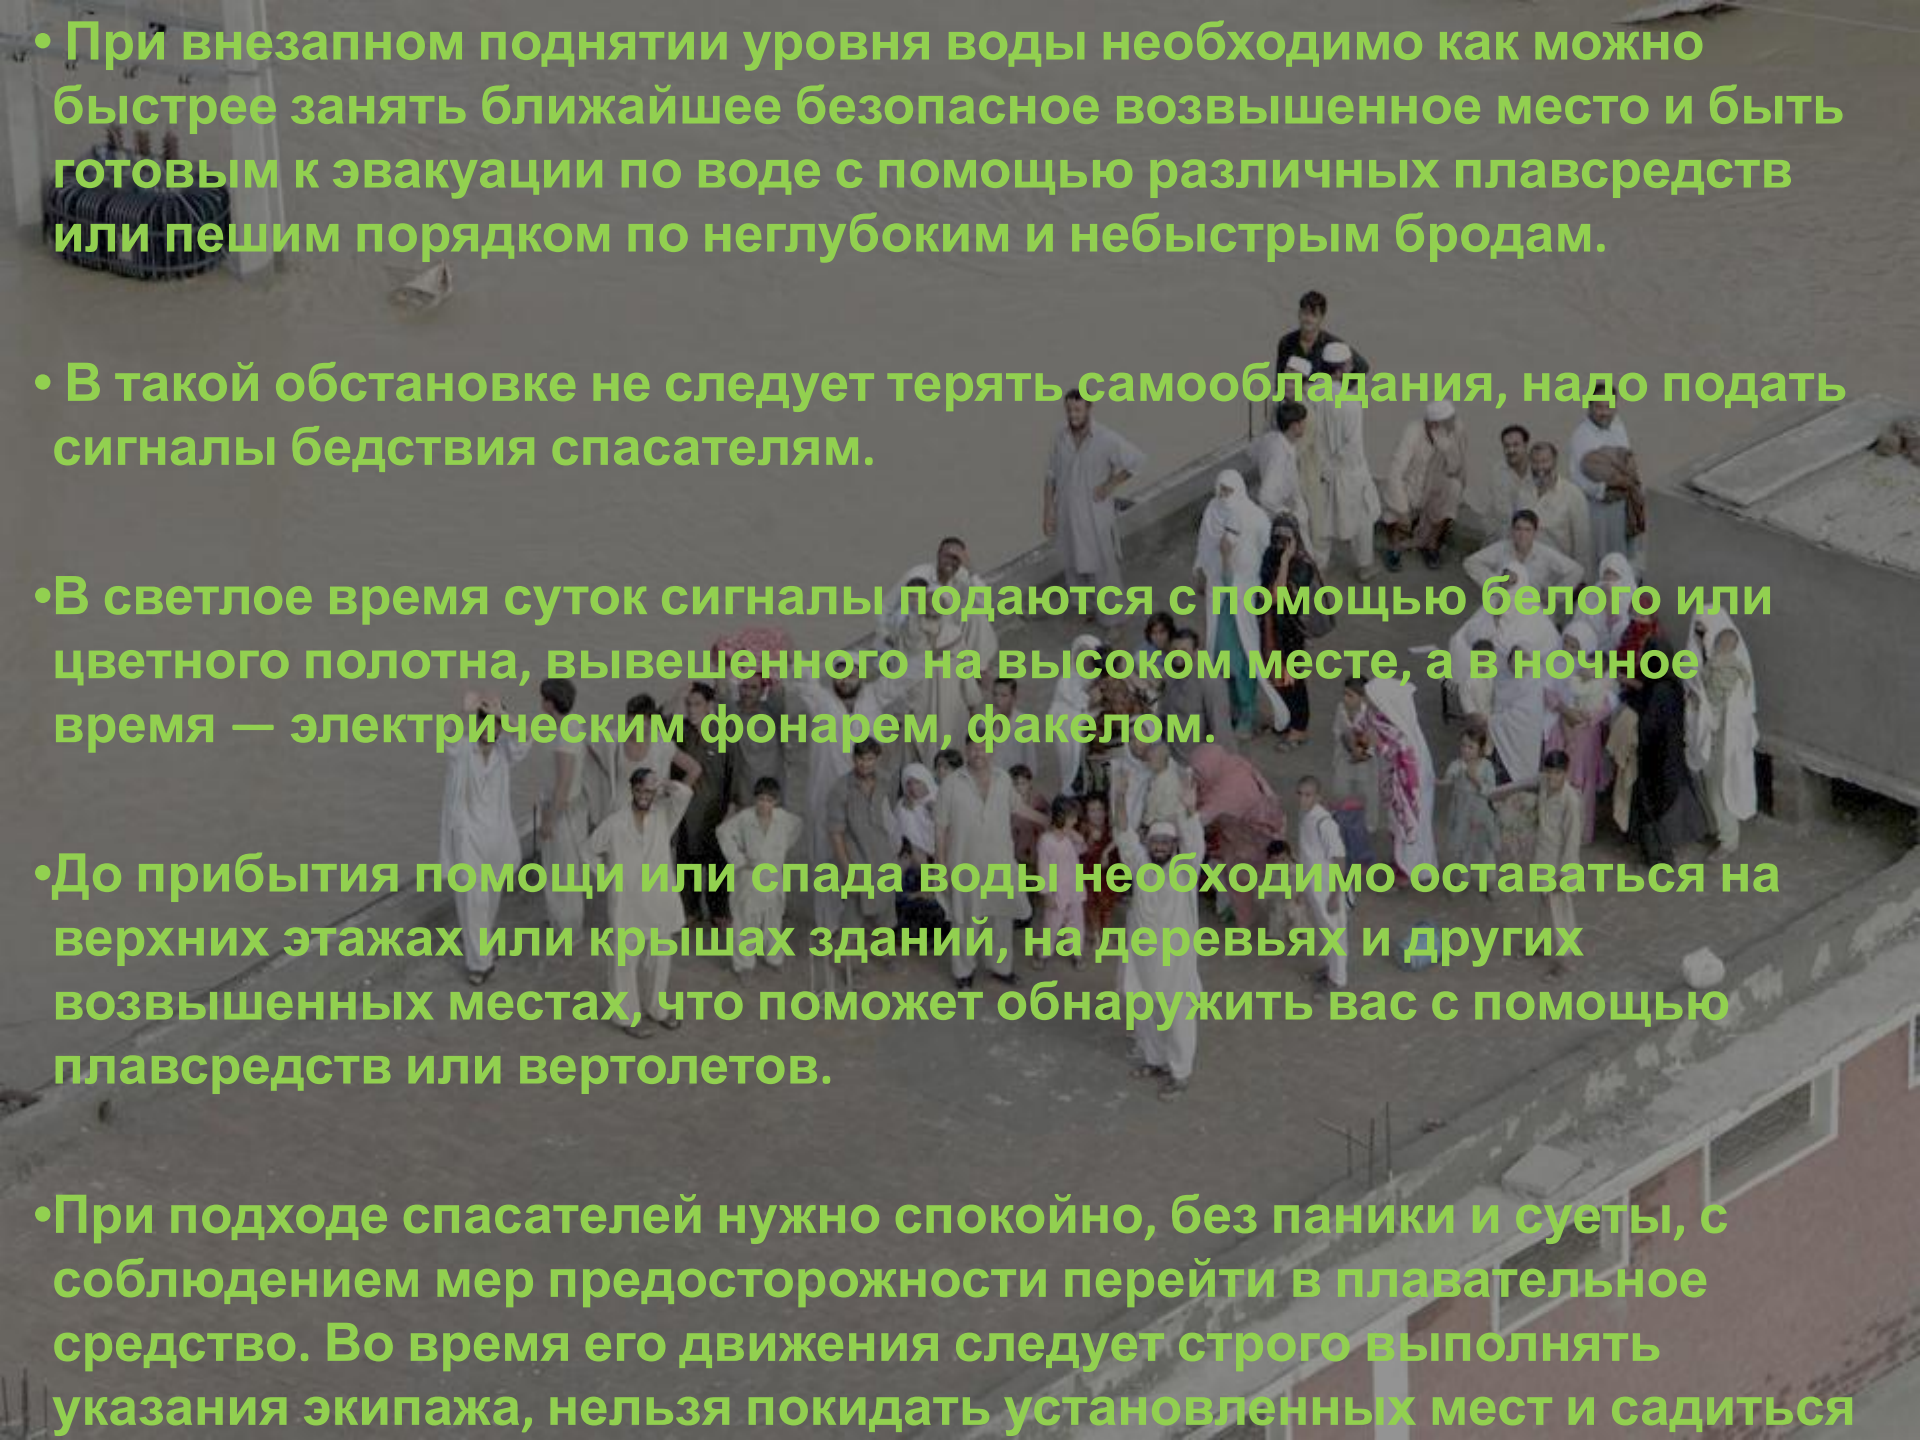 • При внезапном поднятии уровня воды необходимо как можно
быстрее занять ближайшее безопасное возвышенное место и быть
готовым к эвакуации по воде с помощью различных плавсредств
или пешим порядком по неглубоким и небыстрым бродам.
• В такой обстановке не следует терять самообладания, надо подать
сигналы бедствия спасателям.
•В светлое время суток сигналы подаются с помощью белого или
цветного полотна, вывешенного на высоком месте, а в ночное
время — электрическим фонарем, факелом.
•До прибытия помощи или спада воды необходимо оставаться на
верхних этажах или крышах зданий, на деревьях и других
возвышенных местах, что поможет обнаружить вас с помощью
плавсредств или вертолетов.
•При подходе спасателей нужно спокойно, без паники и суеты, с
соблюдением мер предосторожности перейти в плавательное
средство. Во время его движения следует строго выполнять
указания экипажа, нельзя покидать установленных мест и садиться